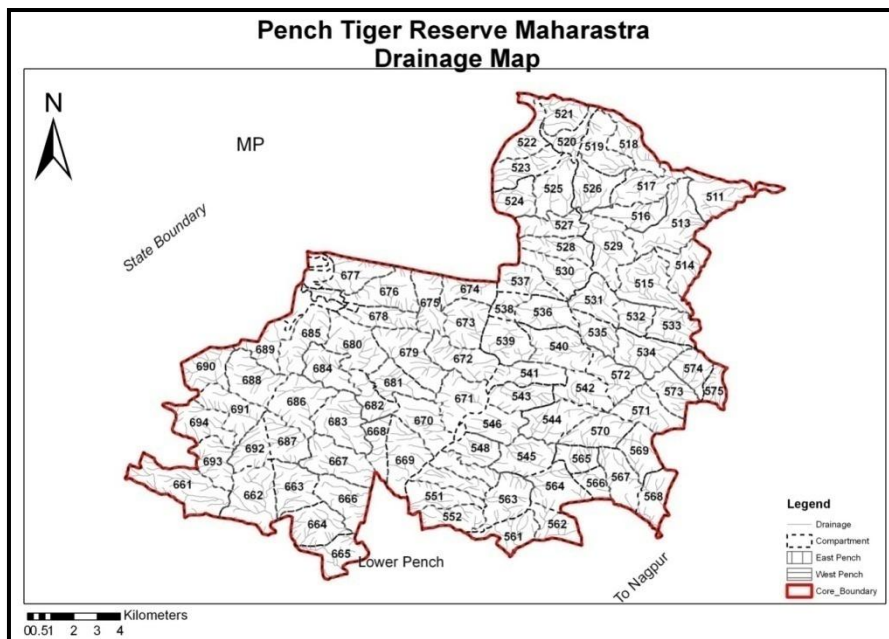 Pench Tiger Reserve Maharastra
Drainage Map
N
MP
State Boundary
521
522 520 519 518
523
524 525 526 517 511
516 513
527
528 529 514
530
677 537 515
676 675 674
538 536 531
678 673 532 533
685 535
680 539 540 534
689 679 672
690 684 541 572 574
688 681 542 573 575
686 682 671 543
691 571
694 683 668 670 546 544 570
692 687 548 569
693 667 669 545 565
661 567
662 663 666 551 563 564 566 568
552
664 561 562
665
Lower Pench
To Nagpur
Legend
Drainage
Compartment
East Pench
West Pench
Core_Boundary
Kilometers
00.51 2 3 4